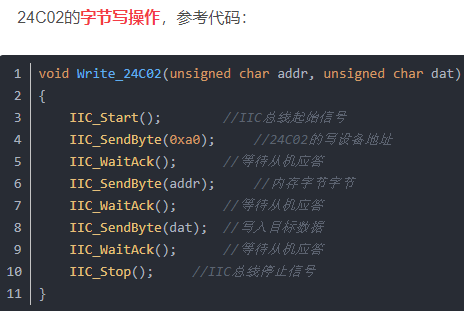 24C02的字节写操作，参考代码：
1 void Write_24C02(unsigned char addr, unsigned char dat)
2 {
3     IIC_Start();        //IIC总线起始信号
4     IIC_SendByte(0xa0);     //24C02的写设备地址
5     IIC_WaitAck();      //等待从机应答
6     IIC_SendByte(addr);     //内存字节字节
7     IIC_WaitAck();      //等待从机应答
8     IIC_SendByte(dat);  //写入目标数据
9     IIC_WaitAck();      //等待从机应答
10     IIC_Stop();     //IIC总线停止信号
11 }